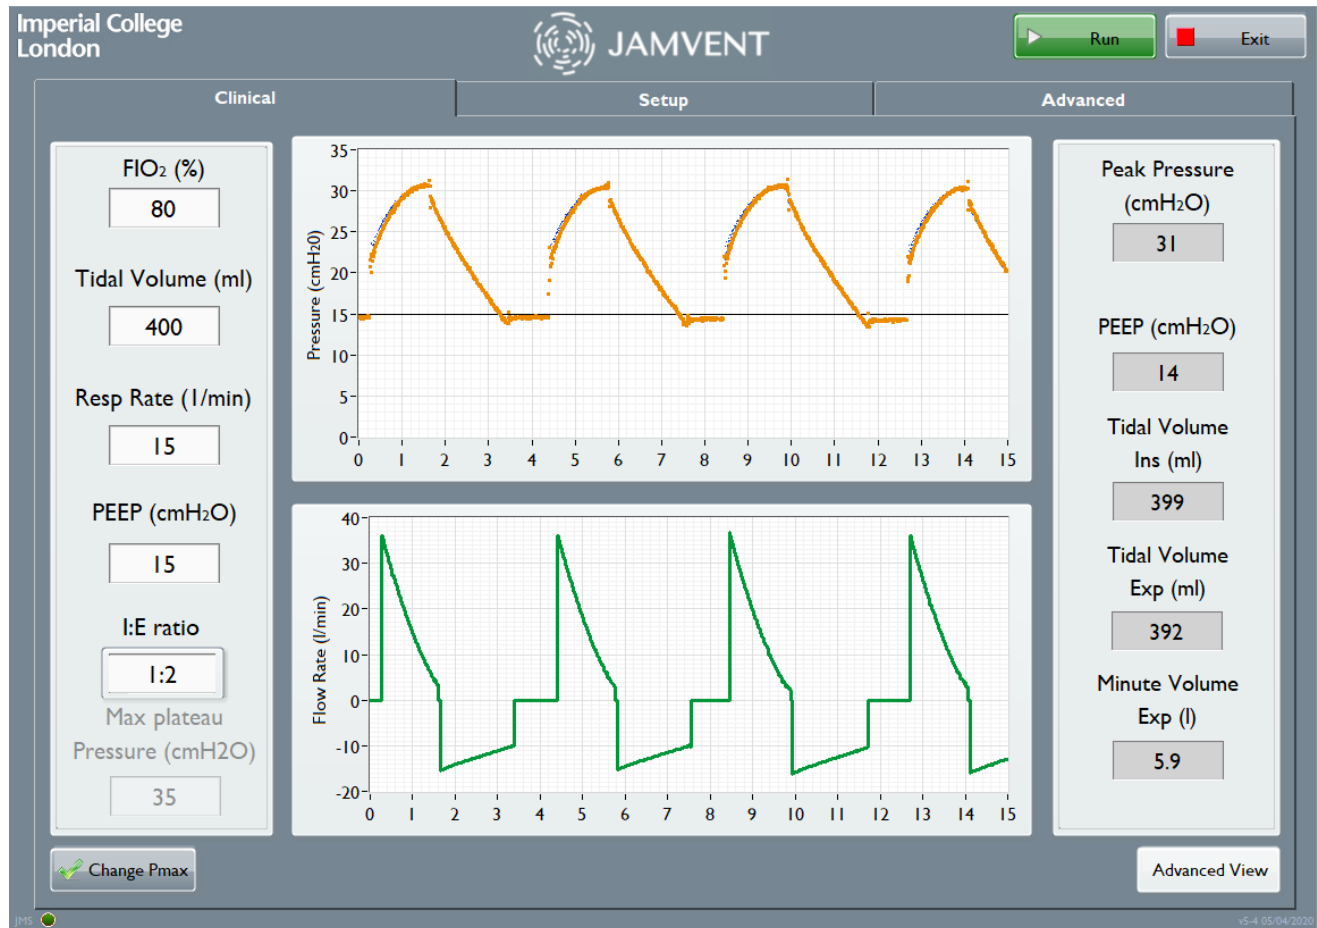 Imperial College
London
JAMVENT
Run
Exit
Clinical
Setup
Advanced
FIO₂ (%)
80
Tidal Volume (ml)
400
Resp Rate (1/min)
15
PEEP (cmH₂O)
15
I:E ratio
1:2
Max plateau
Pressure (cmH2O)
35
Change Pmax
Pressure (cmH20)
35
30
25
20
15
10
5
0
0 1 2 3 4 5 6 7 8 9 10 11 12 13 14 15
Flow Rate (l/min)
40
30
20
10
0
-10
-20
0 1 2 3 4 5 6 7 8 9 10 11 12 13 14 15
Peak Pressure
(cmH₂O)
31
PEEP (cmH₂O)
14
Tidal Volume
Ins (ml)
399
Tidal Volume
Exp (ml)
392
Minute Volume
Exp (l)
5.9
Advanced View
JMS
v5-4 05/04/2020